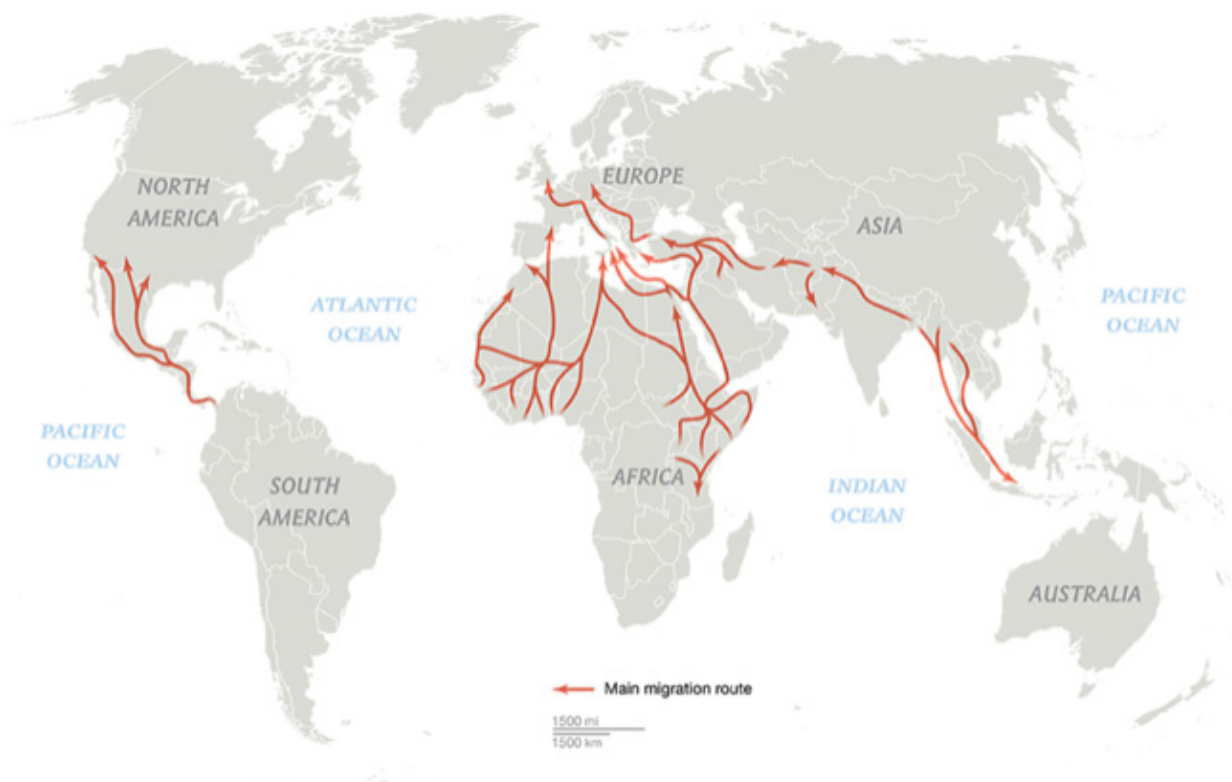 NORTH
AMERICA
EUROPE
ASIA
ATLANTIC
OCEAN
PACIFIC
OCEAN
PACIFIC
OCEAN
SOUTH
AMERICA
AFRICA
INDIAN
OCEAN
AUSTRALIA
Main migration route
1500 mi
1500 km